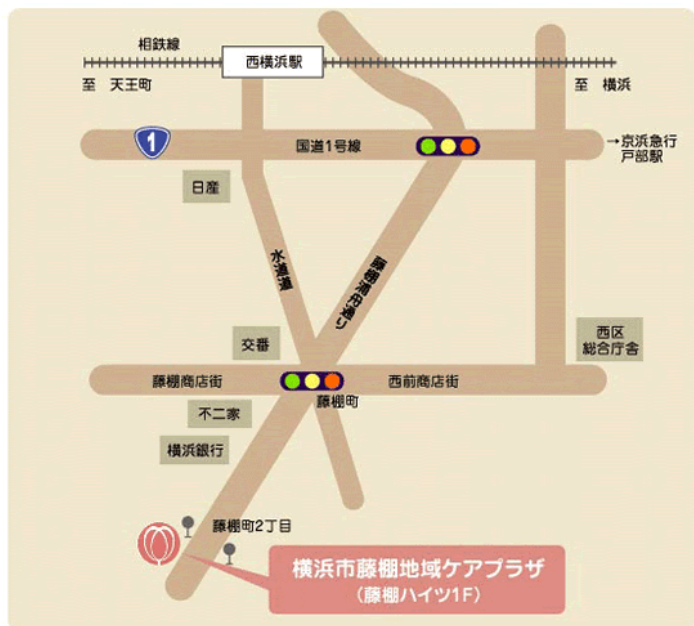 相鉄線
西横浜駅
至 天王町
至 横浜
1
国道1号線
→京浜急行
戸部駅
日産
水道道
藤棚浦舟通り
交番
西区
総合庁舎
藤棚商店街
西前商店街
藤棚町
不二家
横浜銀行
藤棚町2丁目
横浜市藤棚地域ケアプラザ
(藤棚ハイツ1F)